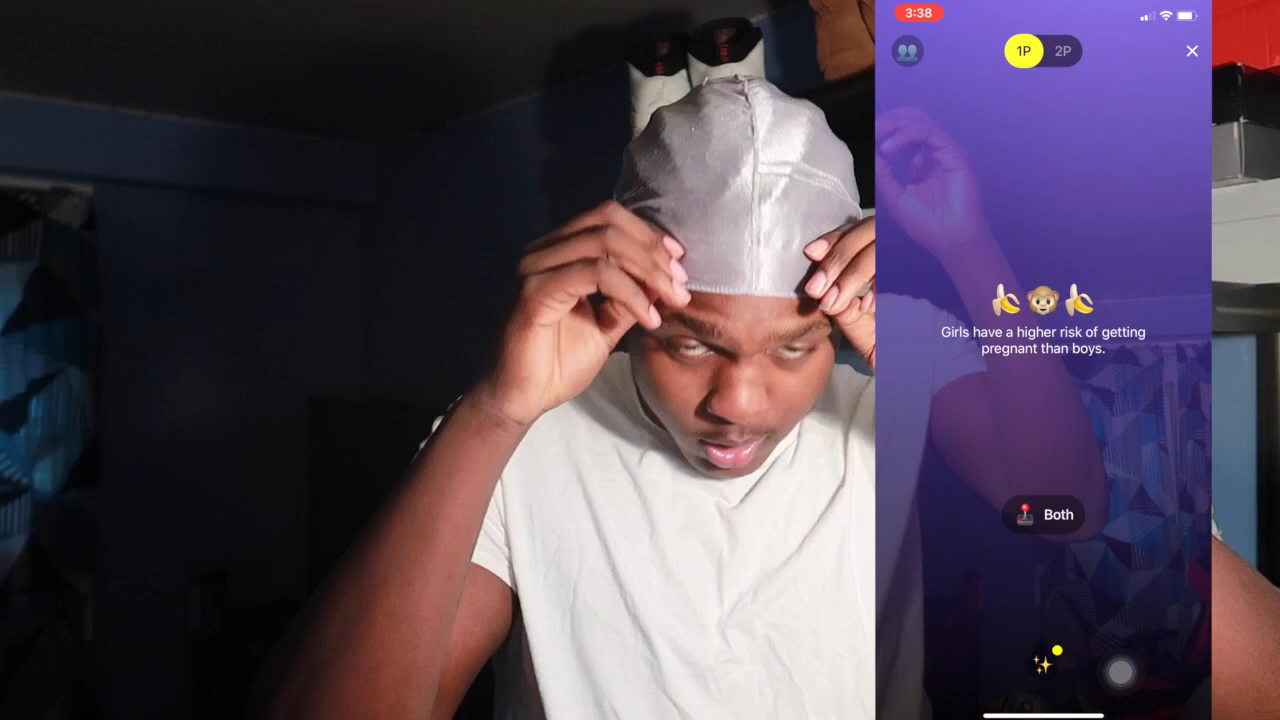 3:38
1P 2P
Girls have a higher risk of getting
pregnant than boys.
Both